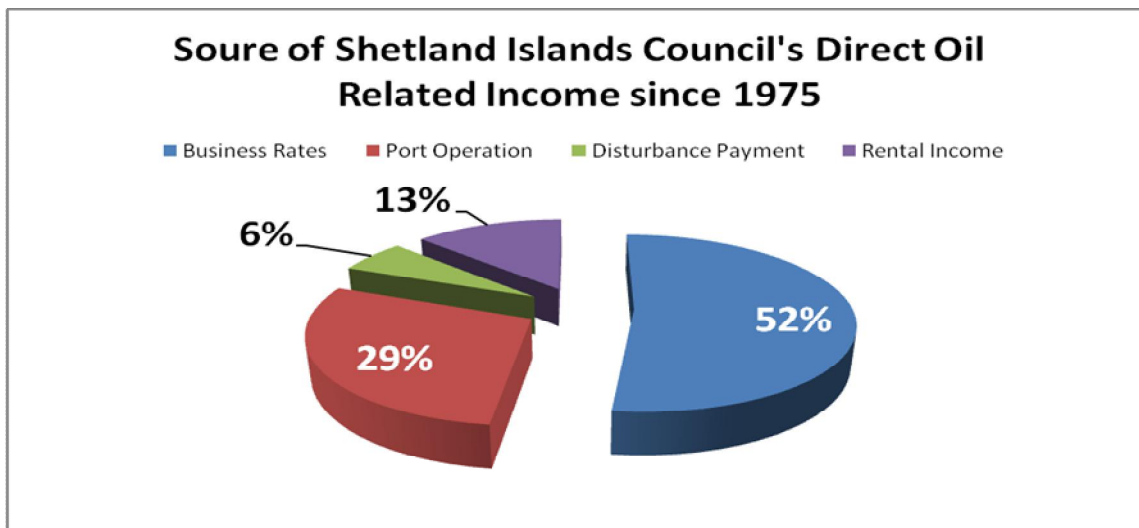 Soure of Shetland Islands Council's Direct Oil
Related Income since 1975
Business Rates Port Operation Disturbance Payment Rental Income
13%
6%
52%
29%